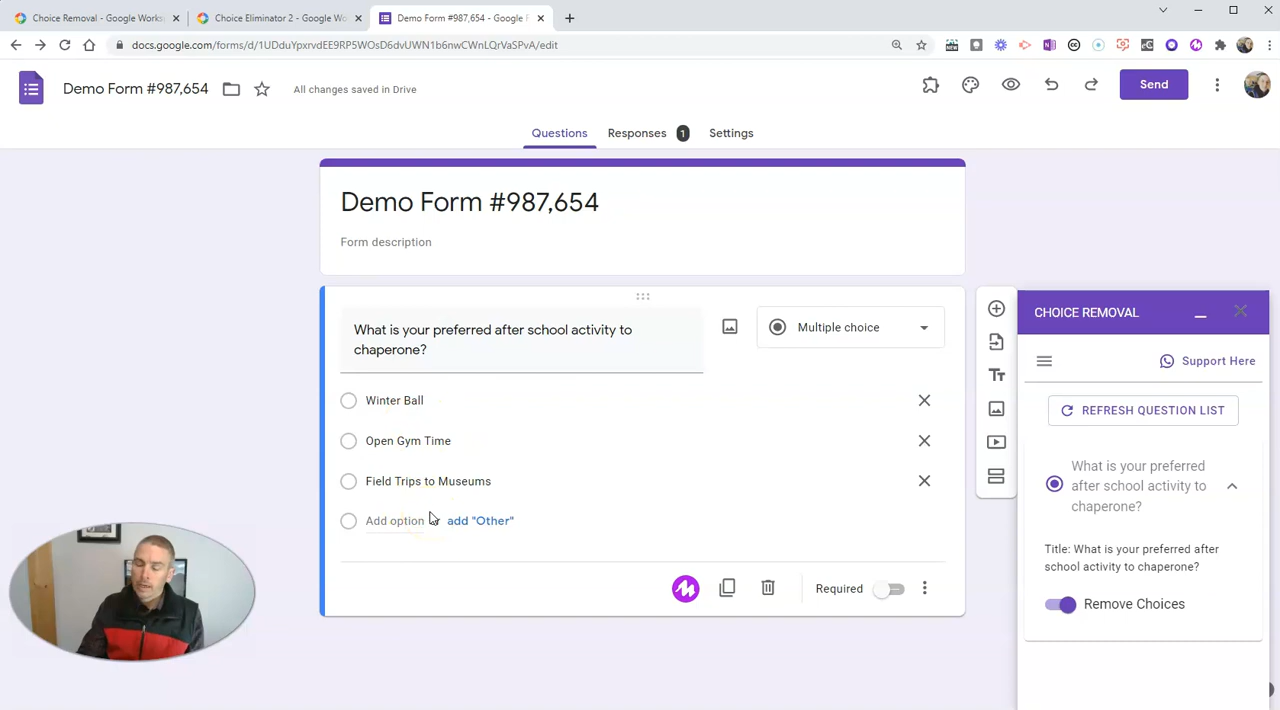 Choice Removal - Google Works
Choice Eliminator 2 - Google Wo
Demo Form #987,654 - Google F
docs.google.com/forms/d/1UDduYpxrvdEE9RP5WOsD6dvUWN1b6nwCWnLQrVaSPvA/edit
Demo Form #987,654
All changes saved in Drive
Send
Questions
Responses 1
Settings
Demo Form #987,654
Form description
What is your preferred after school activity to
chaperone?
Multiple choice
Winter Ball
Open Gym Time
Field Trips to Museums
Add option
add "Other"
Required
CHOICE REMOVAL
Support Here
REFRESH QUESTION LIST
What is your preferred
after school activity to
chaperone?
Title: What is your preferred after
school activity to chaperone?
Remove Choices